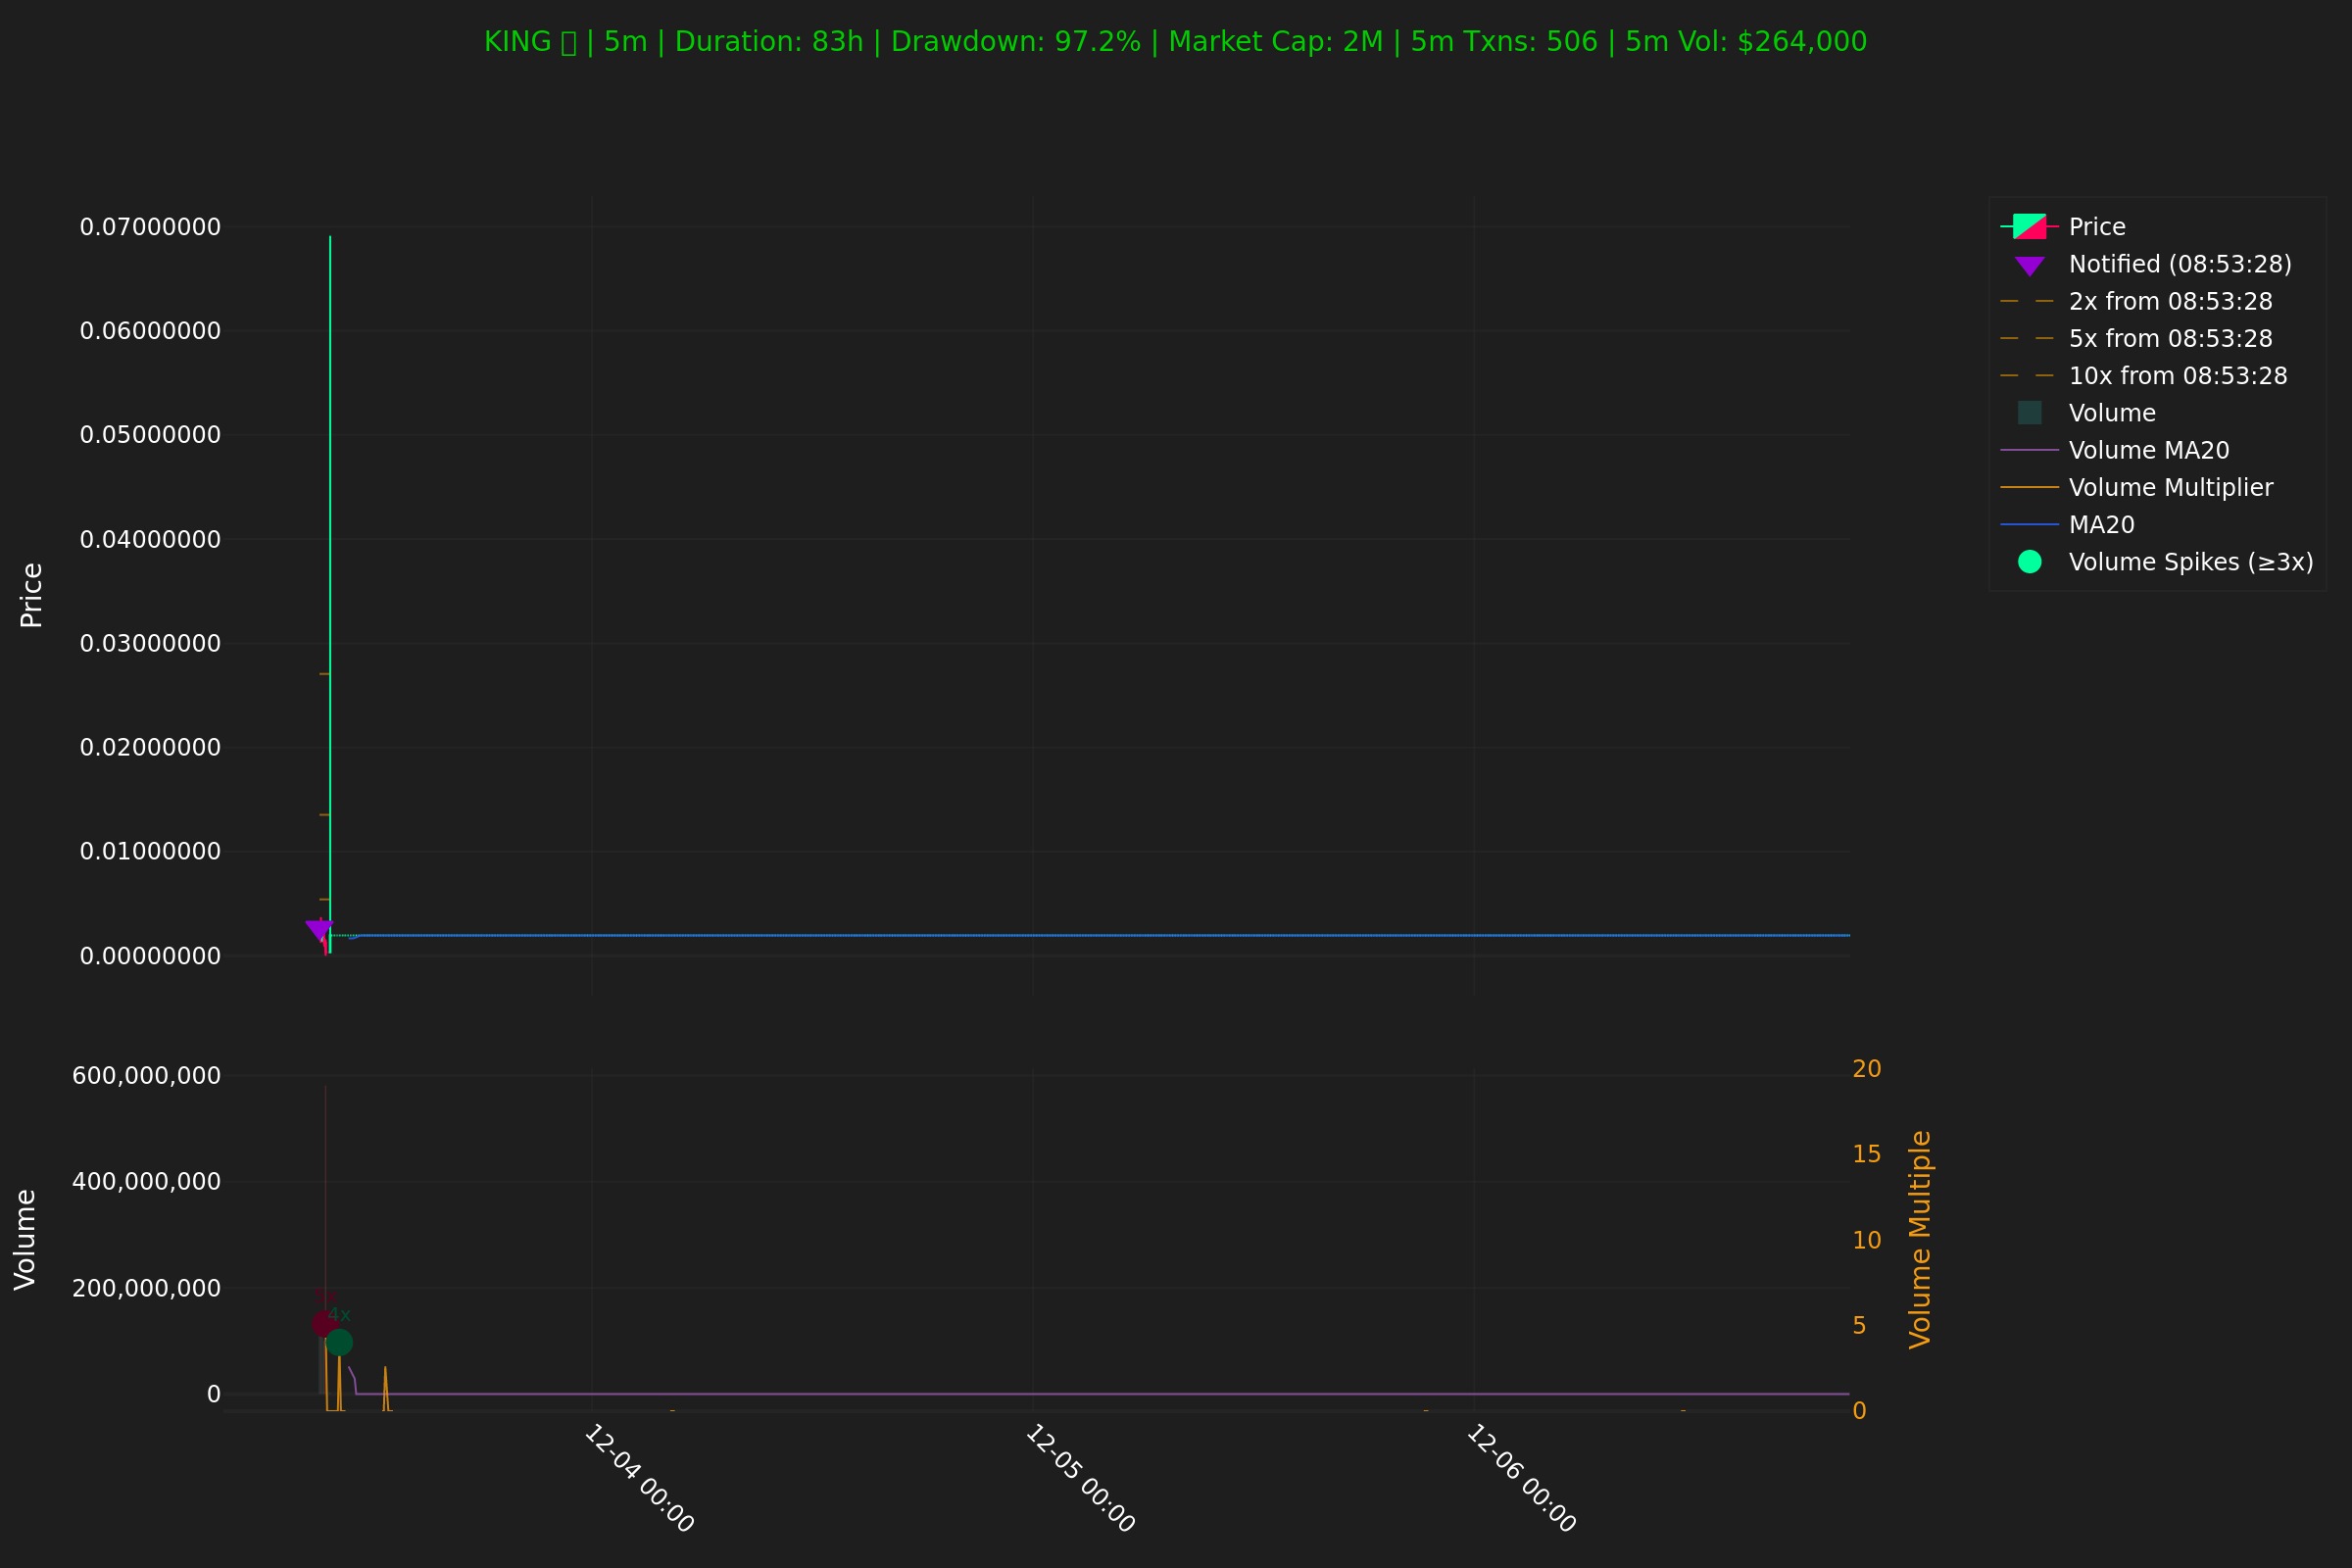 KING ▯ | 5m | Duration: 83h | Drawdown: 97.2% | Market Cap: 2M | 5m Txns: 506 | 5m Vol: $264,000
0.07000000
0.06000000
0.05000000
0.04000000
0.03000000
0.02000000
0.01000000
0.00000000
Price
Price
Notified (08:53:28)
2x from 08:53:28
5x from 08:53:28
10x from 08:53:28
Volume
Volume MA20
Volume Multiplier
MA20
Volume Spikes (≥3x)
600,000,000
400,000,000
200,000,000
0
Volume
4x
20
15
10
5
0
Volume Multiple
12-04 00:00
12-05 00:00
12-06 00:00